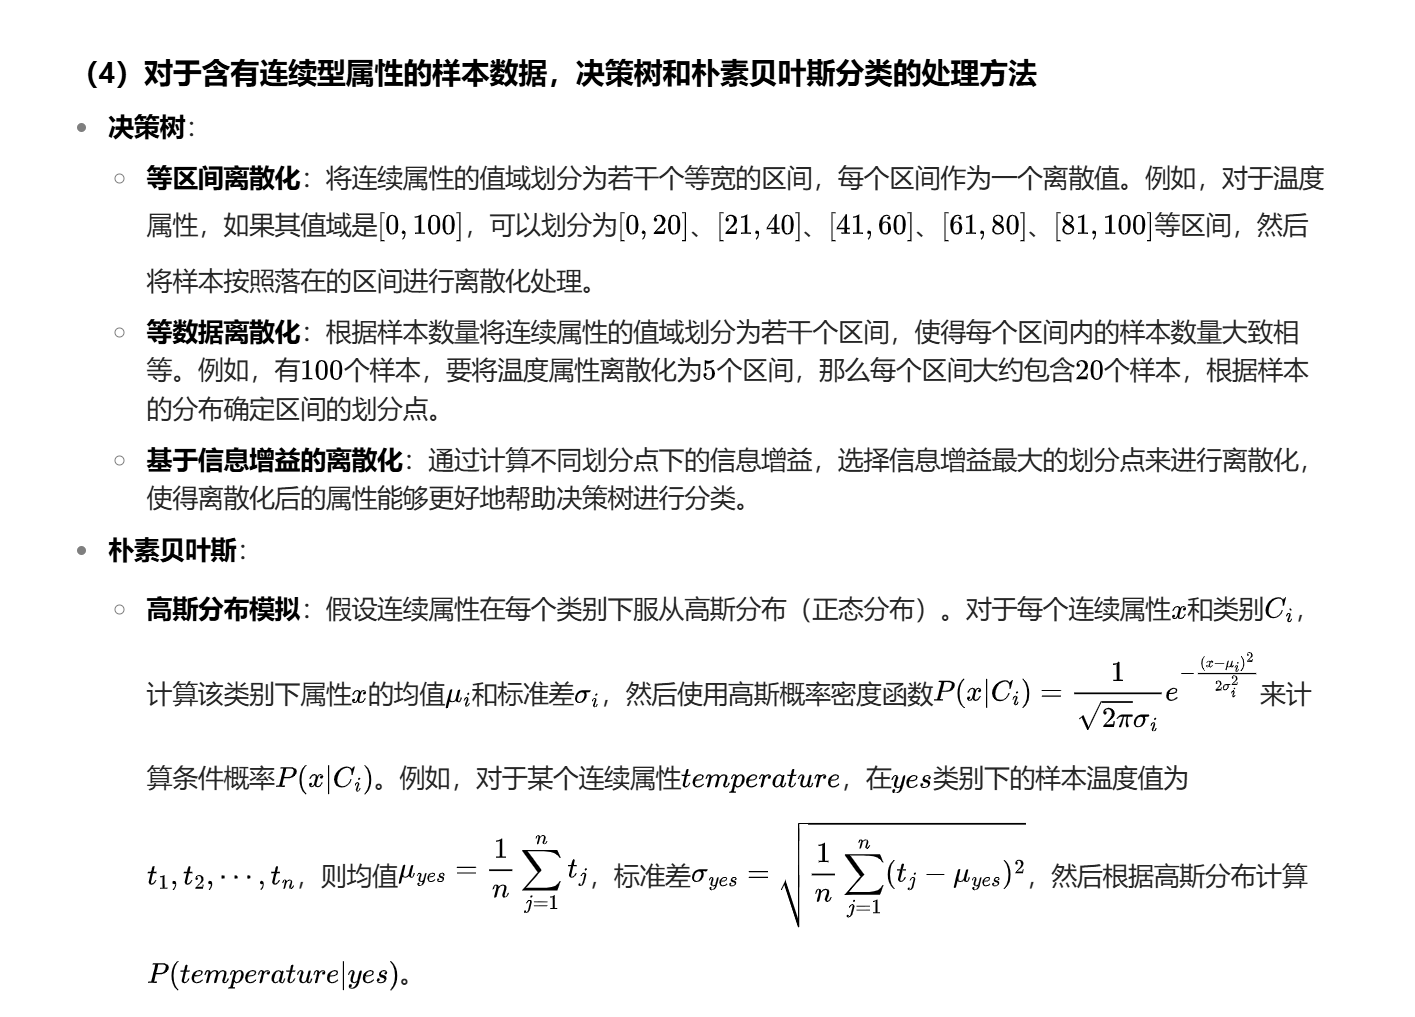 （4）对于含有连续型属性的样本数据，决策树和朴素贝叶斯分类的处理方法
• 决策树：
◦ 等区间离散化：将连续属性的值域划分为若干个等宽的区间，每个区间作为一个离散值。例如，对于温度
属性，如果其值域是[0, 100]，可以划分为[0, 20]、[21, 40]、[41, 60]、[61, 80]、[81, 100]等区间，然后
将样本按照落在的区间进行离散化处理。
◦ 等数据离散化：根据样本数量将连续属性的值域划分为若干个区间，使得每个区间内的样本数量大致相
等。例如，有100个样本，要将温度属性离散化为5个区间，那么每个区间大约包含20个样本，根据样本
的分布确定区间的划分点。
◦ 基于信息增益的离散化：通过计算不同划分点下的信息增益，选择信息增益最大的划分点来进行离散化，
使得离散化后的属性能够更好地帮助决策树进行分类。
• 朴素贝叶斯：
◦ 高斯分布模拟：假设连续属性在每个类别下服从高斯分布（正态分布）。对于每个连续属性$x$和类别$C_i$，
计算该类别下属性$x$的均值$\mu_i$和标准差$\sigma_i$，然后使用高斯概率密度函数$P(x|C_i) = \frac{1}{\sqrt{2\pi}\sigma_i} e^{-\frac{(x-\mu_i)^2}{2\sigma_i^2}}$来计
算条件概率$P(x|C_i)$。例如，对于某个连续属性$temperature$，在$yes$类别下的样本温度值为
$t_1, t_2, \cdots, t_n$，则均值$\mu_{yes} = \frac{1}{n} \sum_{j=1}^{n} t_j$，标准差$\sigma_{yes} = \sqrt{\frac{1}{n} \sum_{j=1}^{n} (t_j - \mu_{yes})^2}$，然后根据高斯分布计算
$P(temperature|yes)$。